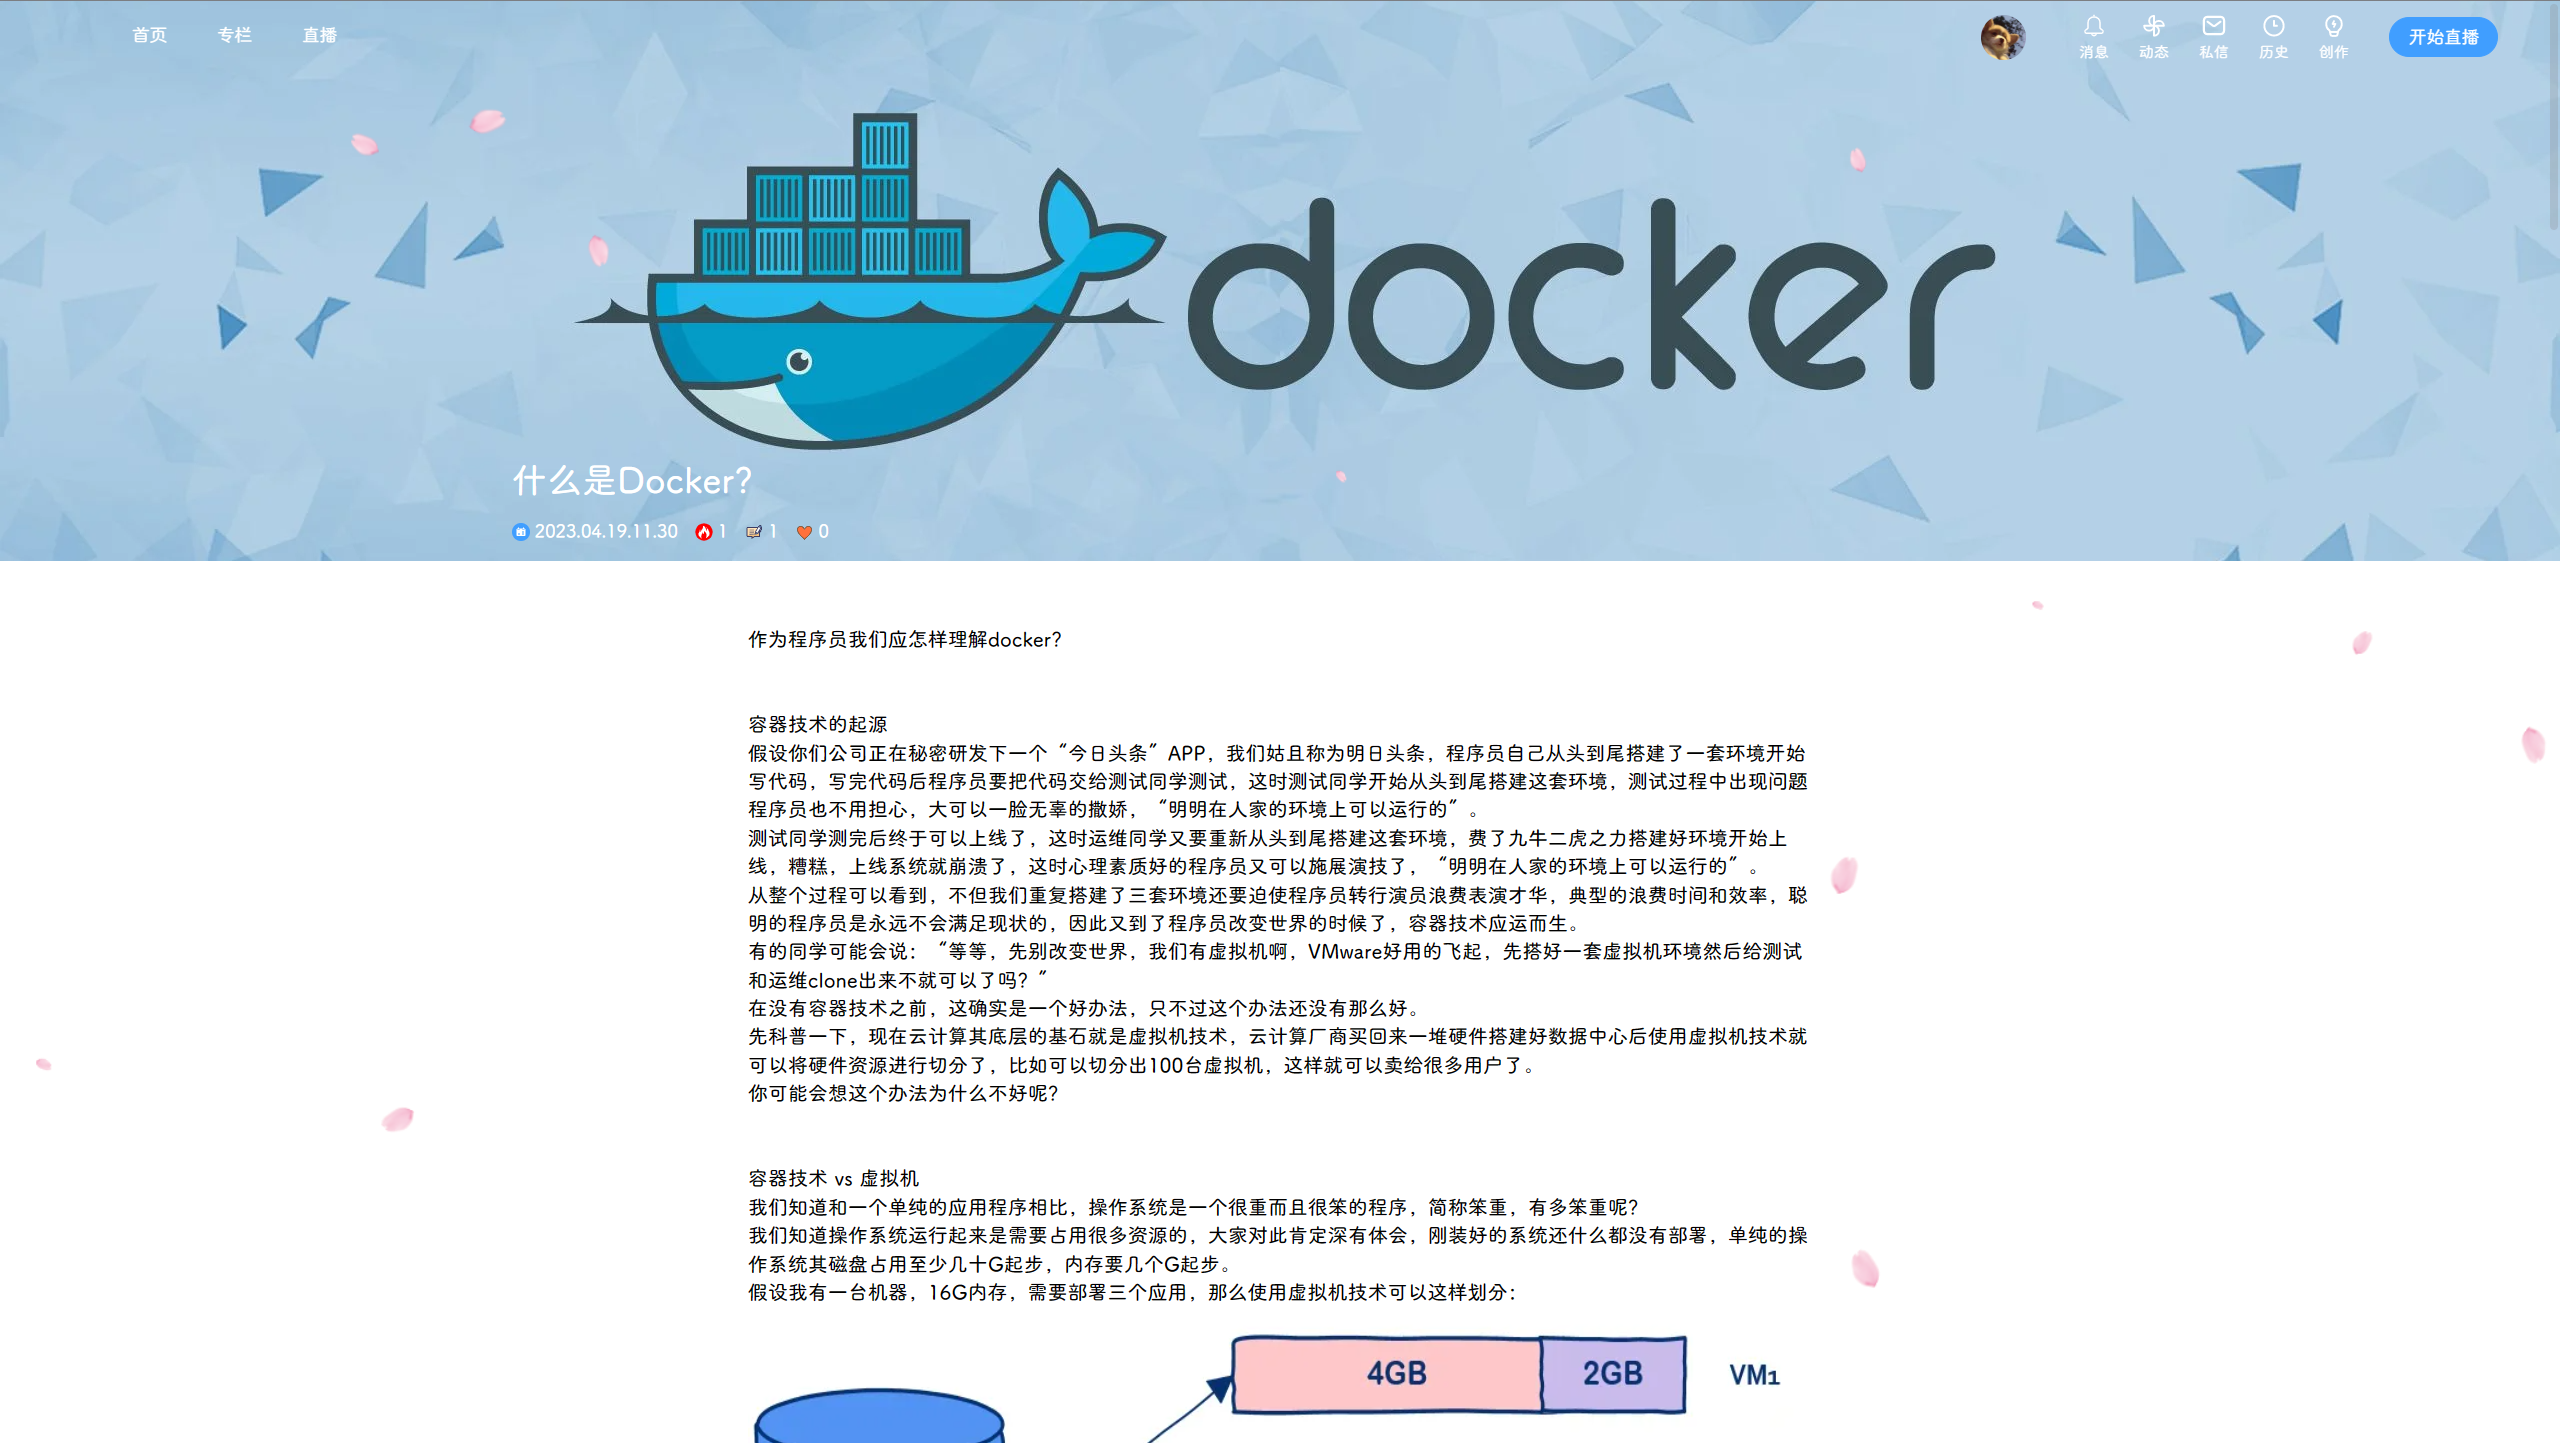 首页 专栏 直播
消息 动态 私信 历史 创作 开始直播
docker
什么是Docker?
2023.04.19.11.30 1 1 0
作为程序员我们应怎样理解docker?
容器技术的起源
假设你们公司正在秘密研发下一个“今日头条”APP，我们姑且称为明日头条，程序员自己从头到尾搭建了一套环境开始
写代码，写完代码后程序员要把代码交给测试同学测试，这时测试同学开始从头到尾搭建这套环境，测试过程中出现问题
程序员也不用担心，大可以一脸无辜的撒娇，“明明在人家的环境上可以运行的”。
测试同学测完后终于可以上线了，这时运维同学又要重新从头到尾搭建这套环境，费了九牛二虎之力搭建好环境开始上
线，糟糕，上线系统就崩溃了，这时心理素质好的程序员又可以施展演技了，“明明在人家的环境上可以运行的”。
从整个过程可以看到，不但我们重复搭建了三套环境还要迫使程序员转行演员浪费表演才华，典型的浪费时间和效率，聪
明的程序员是永远不会满足现状的，因此又到了程序员改变世界的时候了，容器技术应运而生。
有的同学可能会说：“等等，先别改变世界，我们有虚拟机啊，VMware好用的飞起，先搭好一套虚拟机环境然后给测试
和运维clone出来不就可以了吗？”
在没有容器技术之前，这确实是一个好办法，只不过这个办法还没有那么好。
先科普一下，现在云计算其底层的基石就是虚拟机技术，云计算厂商买回来一堆硬件搭建好数据中心后使用虚拟机技术就
可以将硬件资源进行切分了，比如可以切分出100台虚拟机，这样就可以卖给很多用户了。
你可能会想这个办法为什么不好呢？
容器技术 vs 虚拟机
我们知道和一个单纯的应用程序相比，操作系统是一个很重而且很笨的程序，简称笨重，有多笨重呢？
我们知道操作系统运行起来是需要占用很多资源的，大家对此肯定深有体会，刚装好的系统还什么都没有部署，单纯的操
作系统其磁盘占用至少几十G起步，内存要几个G起步。
假设我有一台机器，16G内存，需要部署三个应用，那么使用虚拟机技术可以这样划分：
4GB 2GB VM1